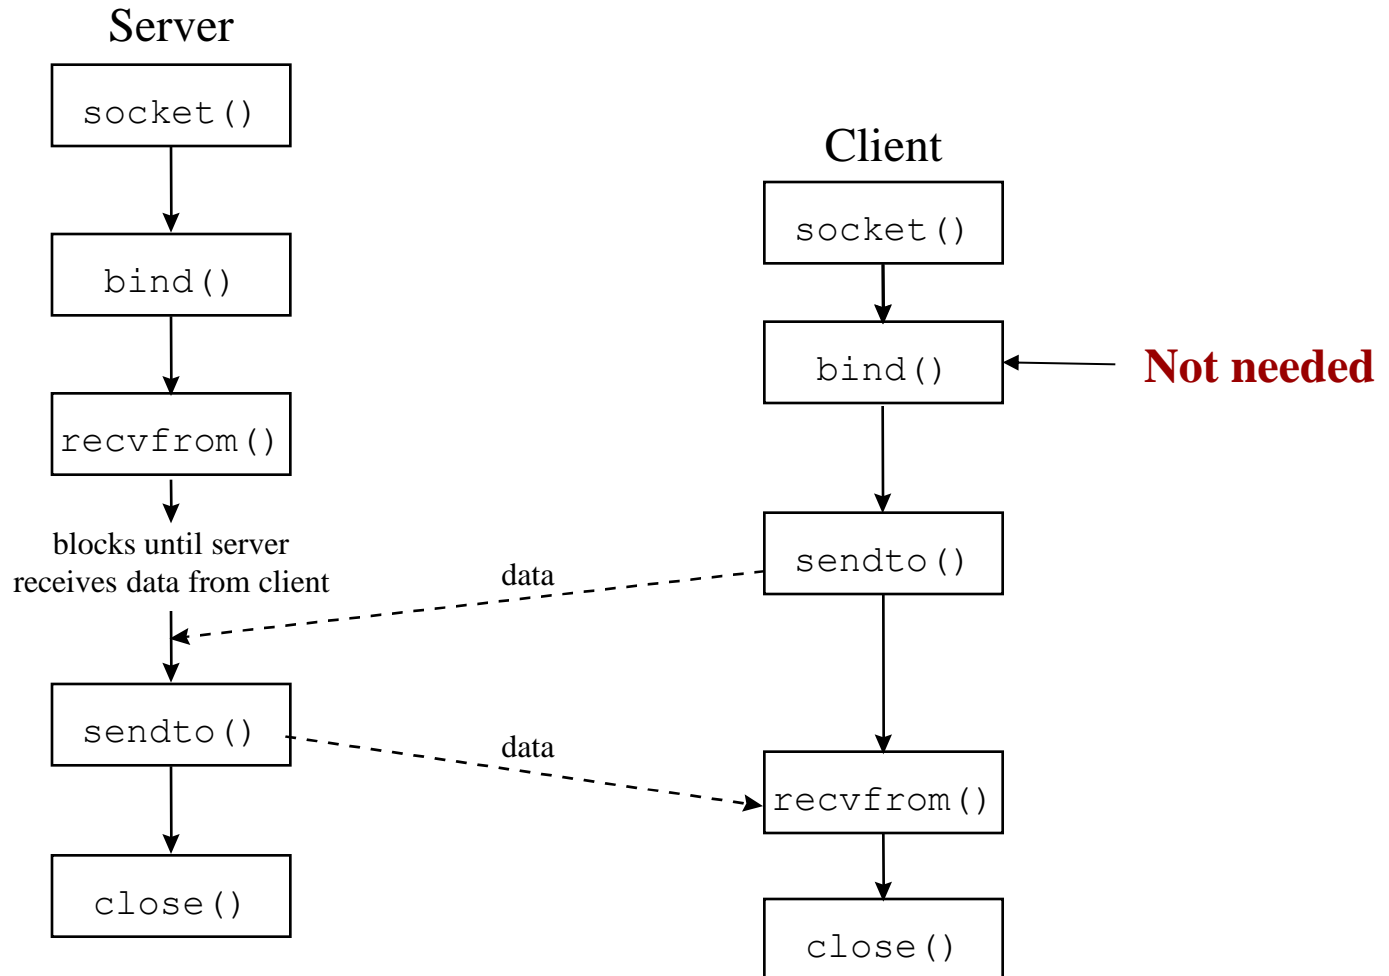 Server
socket()
bind()
recvfrom()
blocks until server
receives data from client
sendto()
close()
Client
socket()
bind()
Not needed
sendto()
data
data
recvfrom()
close()